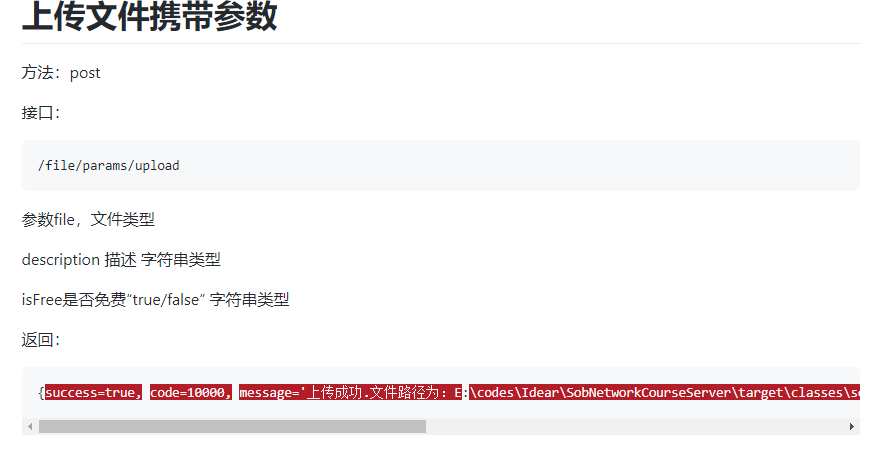 上传文件携带参数
方法：post
接口：
/file/params/upload
参数file，文件类型
description 描述 字符串类型
isFree是否免费“true/false” 字符串类型
返回：
{success=true, code=10000, message='上传成功.文件路径为: E:\codes\Idear\SobNetworkCourseServer\target\classes\